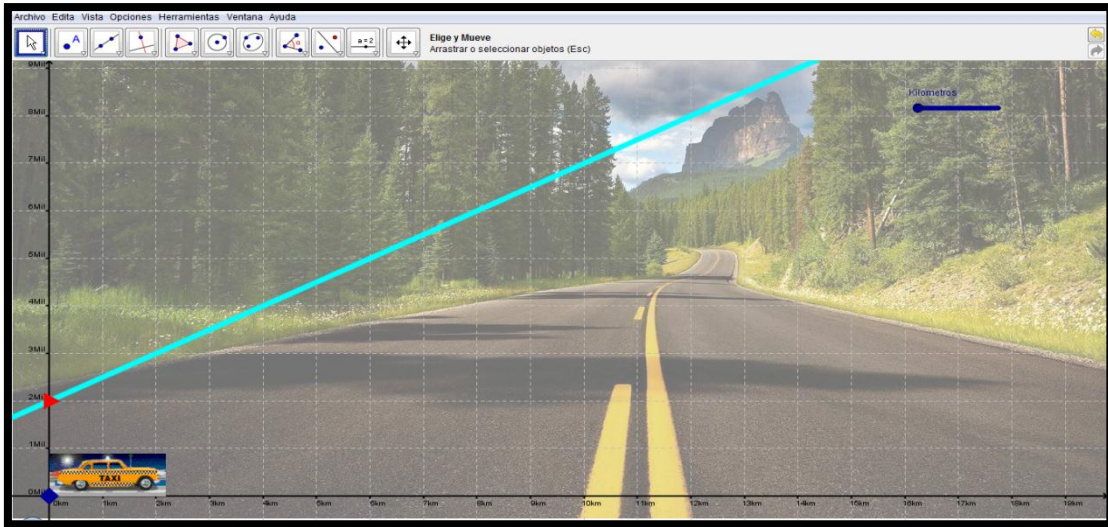 Archivo Edita Vista Opciones Herramientas Ventana Ayuda
A
α
a=2
Elige y Mueve
Arrastrar o seleccionar objetos (Esc)
Kilometros
9Mil
8Mil
7Mil
6Mil
5Mil
4Mil
3Mil
2Mil
1Mil
0Mil
TAXI
0km 1km 2km 3km 4km 5km 6km 7km 8km 9km 10km 11km 12km 13km 14km 15km 16km 17km 18km 19km